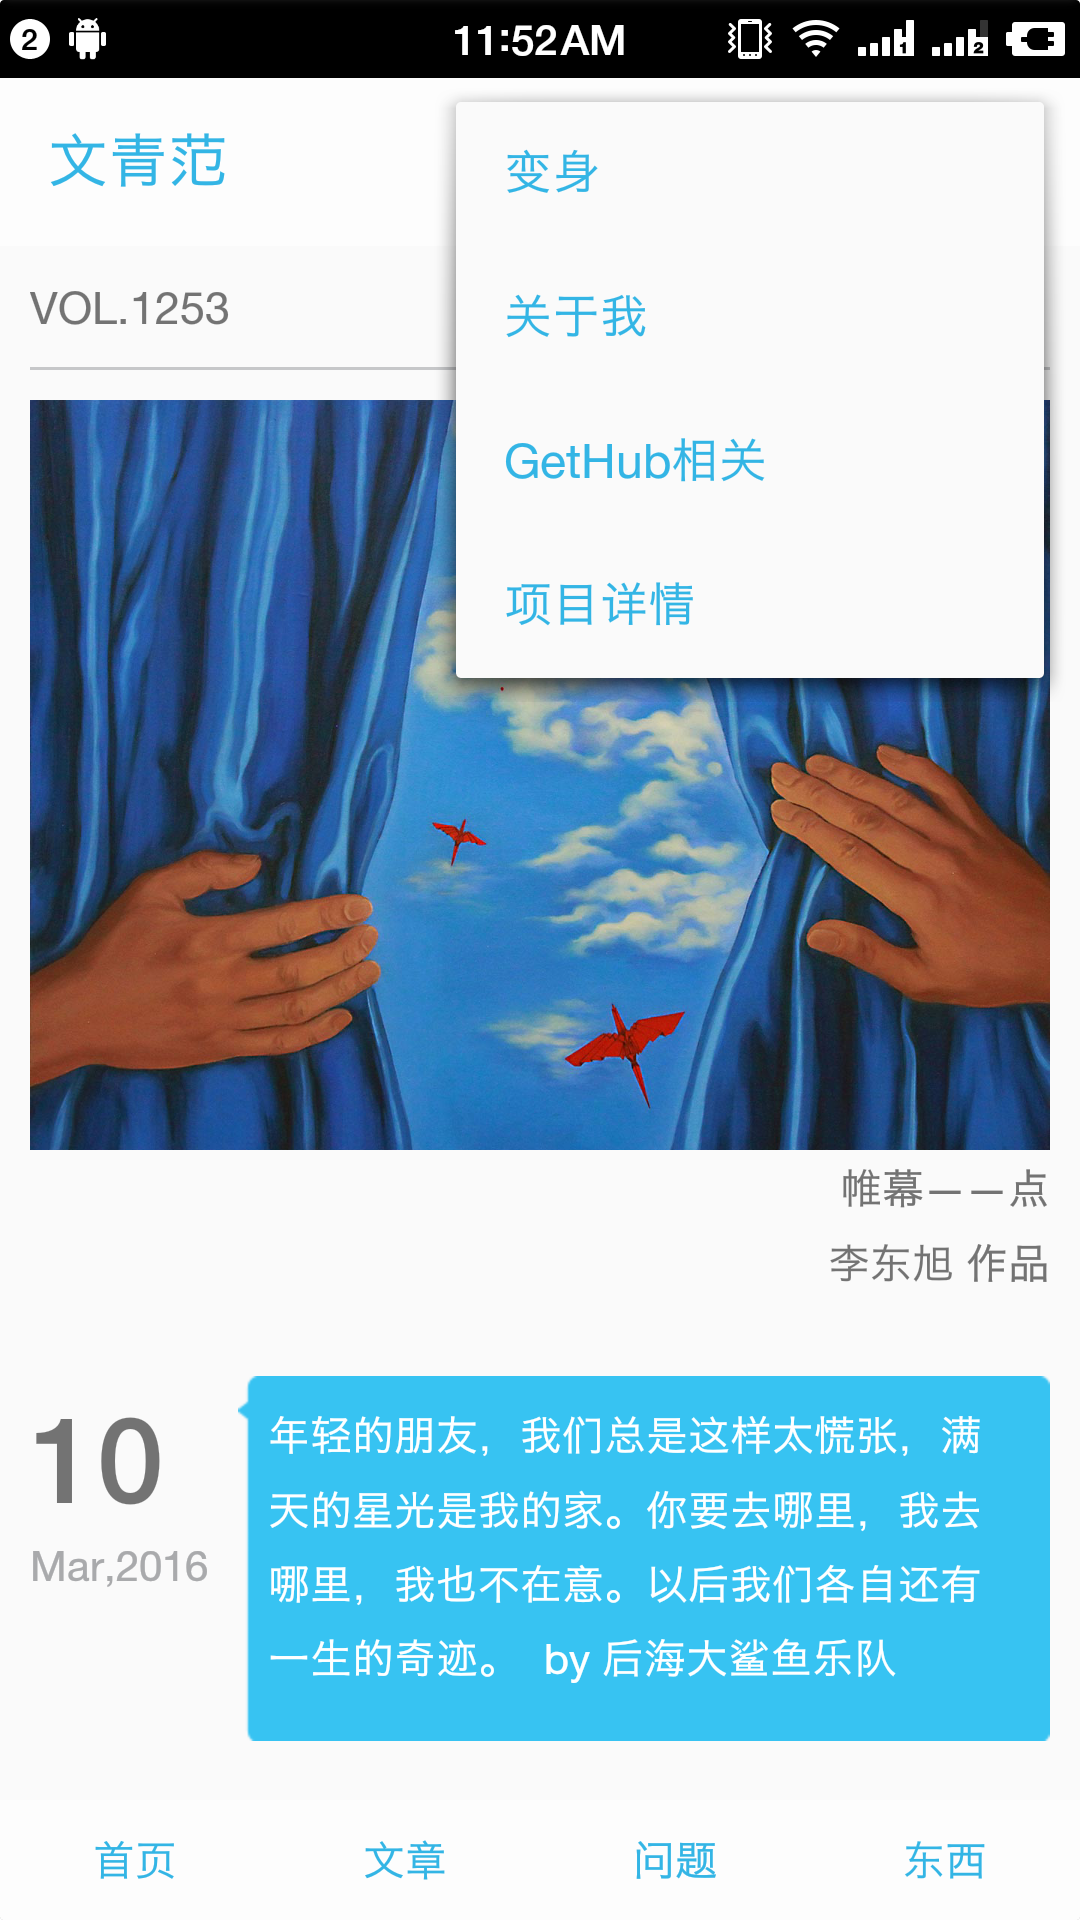 2
11:52AM
1
2
文青范
变身
关于我
GetHub相关
项目详情
VOL.1253
帷幕——点
李东旭 作品
10
Mar,2016
年轻的朋友，我们总是这样太慌张，满
天的星光是我的家。你要去哪里，我去
哪里，我也不在意。以后我们各自还有
一生的奇迹。 by 后海大鲨鱼乐队
首页
文章
问题
东西